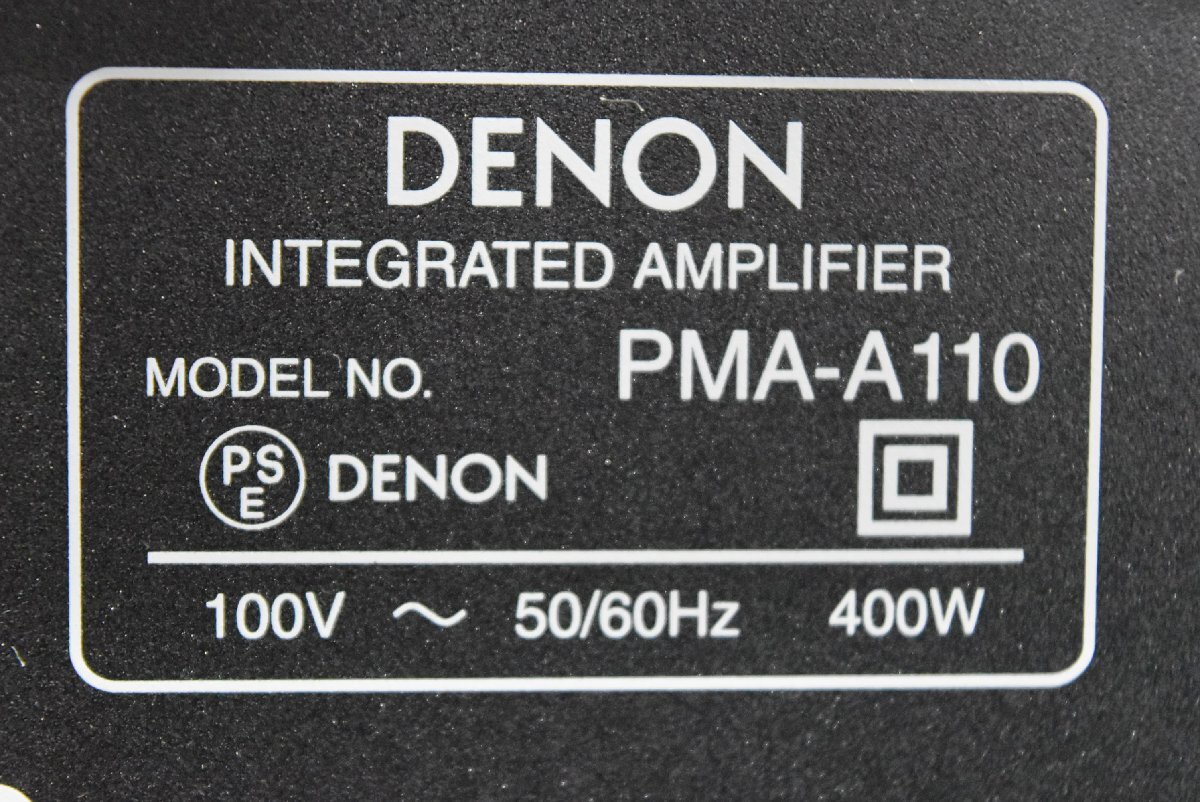 DENON
INTEGRATED AMPLIFIER
MODEL NO. PMA-A110
PSE DENON
100V ～ 50/60Hz 400W